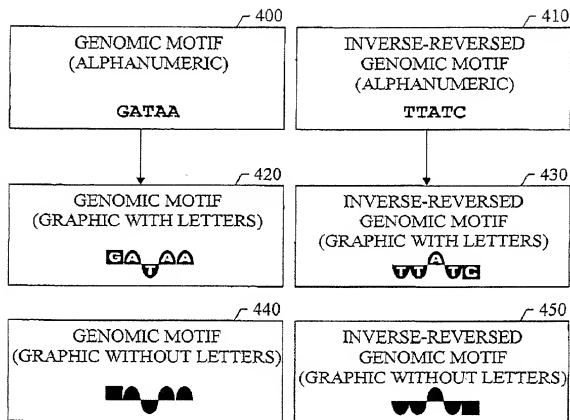 400
GENOMIC MOTIF
(ALPHANUMERIC)
GATAA
410
INVERSE-REVERSED
GENOMIC MOTIF
(ALPHANUMERIC)
TTATC
420
GENOMIC MOTIF
(GRAPHIC WITH LETTERS)
GATAA
430
INVERSE-REVERSED
GENOMIC MOTIF
(GRAPHIC WITH LETTERS)
TTATC
440
GENOMIC MOTIF
(GRAPHIC WITHOUT LETTERS)
450
INVERSE-REVERSED
GENOMIC MOTIF
(GRAPHIC WITHOUT LETTERS)